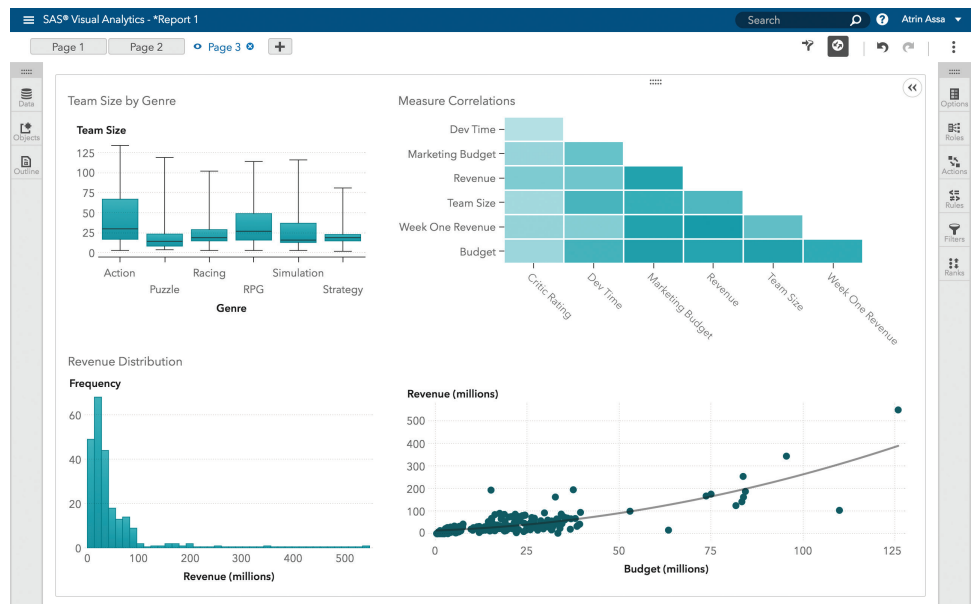 SAS® Visual Analytics - *Report 1
Search
?
Atrin Assa
Page 1
Page 2
Page 3
Data
Objects
Outline
Options
Roles
Actions
Rules
Filters
Ranks
Team Size by Genre
Team Size
125
100
75
50
25
0
Action
Puzzle
Racing
RPG
Simulation
Strategy
Genre
Measure Correlations
Dev Time
Marketing Budget
Revenue
Team Size
Week One Revenue
Budget
Critic Rating
Dev Time
Marketing Budget
Revenue
Team Size
Week One Revenue
Revenue Distribution
Frequency
60
40
20
0
0 100 200 300 400 500
Revenue (millions)
Revenue (millions)
500
400
300
200
100
0
0 25 50 75 100 125
Budget (millions)